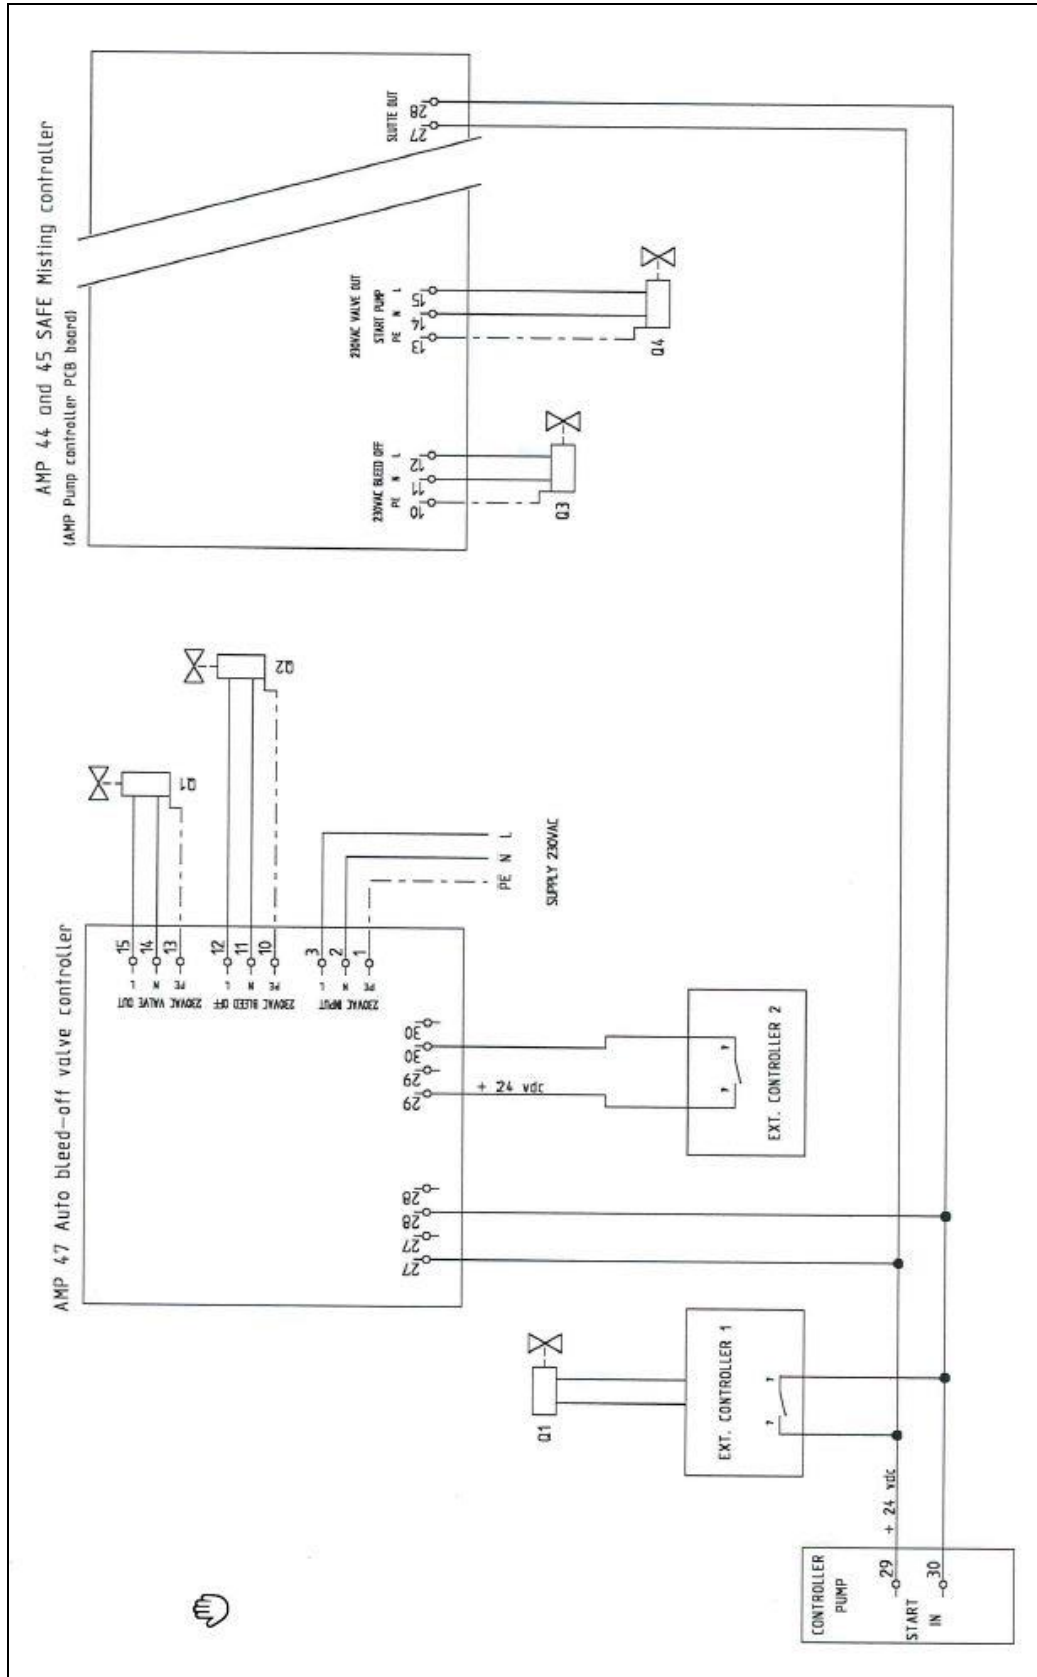 AMP 44 and 45 SAFE Misting controller
(AMP Pump controller PCB board)
SLUTTE OUT
28
27
230VAC VALVE OUT
START PUMP
PE N L
13 14 15
Q4
230VAC BLEED OFF
PE N L
10 11 12
Q3
AMP 47 Auto bleed-off valve controller
15
14
13
L
N
PE
230VAC VALVE OUT
Q1
12
11
10
L
N
PE
230VAC BLEED OFF
Q2
3
2
1
L
N
PE
230VAC INPUT
PE N L
SUPPLY 230VAC
30
30
29
29
+ 24 vdc
EXT. CONTROLLER 2
28
28
27
27
Q1
EXT. CONTROLLER 1
CONTROLLER
PUMP
START
IN
29
30
+ 24 vdc